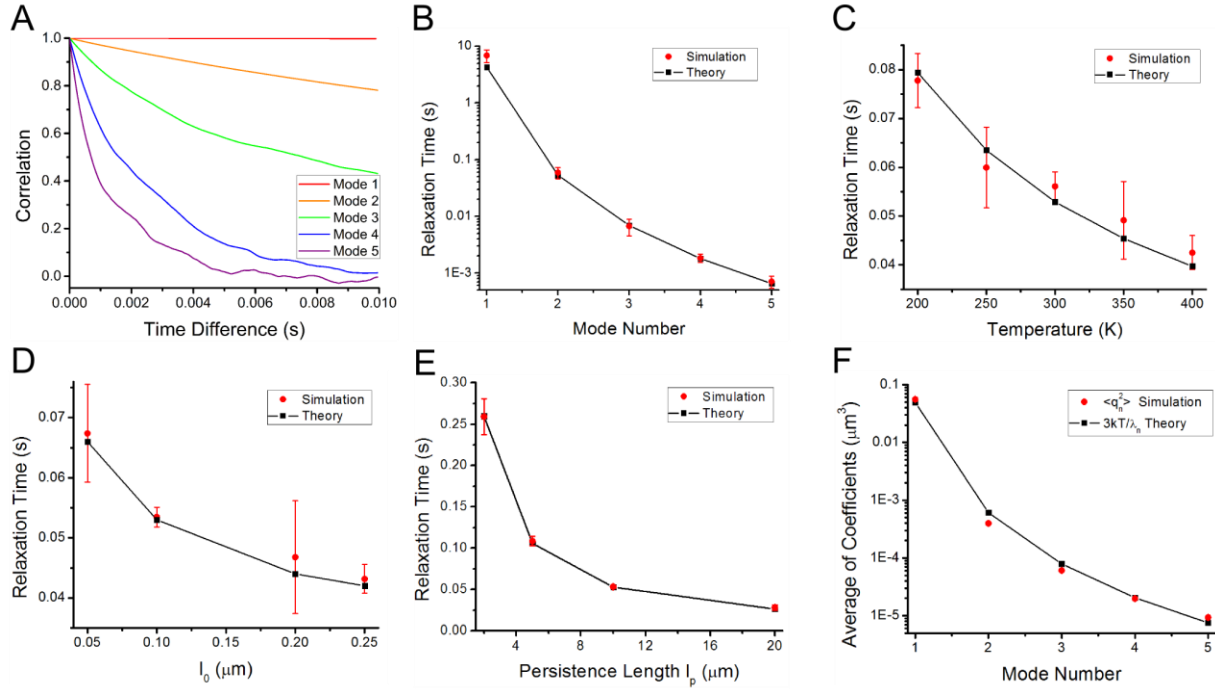 A
1.0
0.8
0.6
0.4
0.2
0.0
Correlation
Mode 1
Mode 2
Mode 3
Mode 4
Mode 5
0.000 0.002 0.004 0.006 0.008 0.010
Time Difference (s)
B
10
1
0.1
0.01
1E-3
Relaxation Time (s)
Simulation
Theory
1 2 3 4 5
Mode Number
C
0.08
0.07
0.06
0.05
0.04
Relaxation Time (s)
Simulation
Theory
200 250 300 350 400
Temperature (K)
D
0.07
0.06
0.05
0.04
Relaxation Time (s)
Simulation
Theory
0.05 0.10 0.15 0.20 0.25
l₀ (μm)
E
0.30
0.25
0.20
0.15
0.10
0.05
0.00
Relaxation Time (s)
Simulation
Theory
4 8 12 16 20
Persistence Length lₚ (μm)
F
0.1
0.01
1E-3
1E-4
1E-5
Average of Coefficients (μm³)
<qₙ²> Simulation
3kT/λₙ Theory
1 2 3 4 5
Mode Number